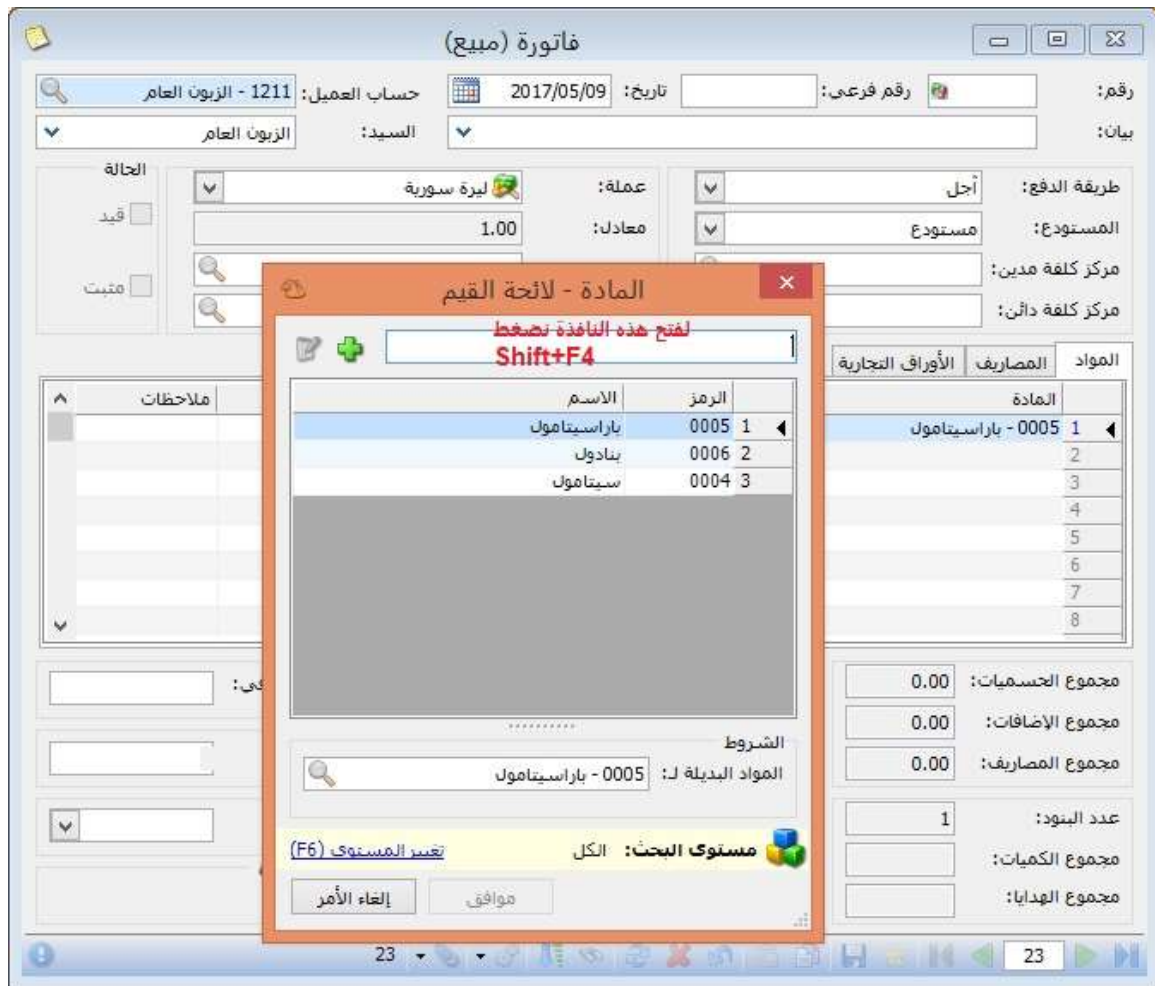 فاتورة (مبيع)
رقم: رقم فرعي: تاريخ: 2017/05/09 حساب العميل: 1211 - الزبون العام
بيان: السيد: الزبون العام
الحالة
طريقة الدفع: آجل عملة: ليرة سورية قيد
المستودع: مستودع معادل: 1.00
مركز كلفة مدين: مثبت
مركز كلفة دائن:
المادة - لائحة القيم
لفتح هذه النافذة نضغط
Shift+F4
1
المواد المصاريف الأوراق التجارية
المادة ملاحظات
1 0005 - باراسيتامول
2
3
4
5
6
7
8
الرمز الاسم
1 0005 باراسيتامول
2 0006 بنادول
3 0004 سيتامول
الشروط
المواد البديلة لـ: 0005 - باراسيتامول
مستوى البحث: الكل تغيير المستوى (F6)
موافق إلغاء الأمر
مجموع الحسميات: 0.00
مجموع الإضافات: 0.00
مجموع المصاريف: 0.00
عدد البنود: 1
مجموع الكميات:
مجموع الهدايا:
23 23